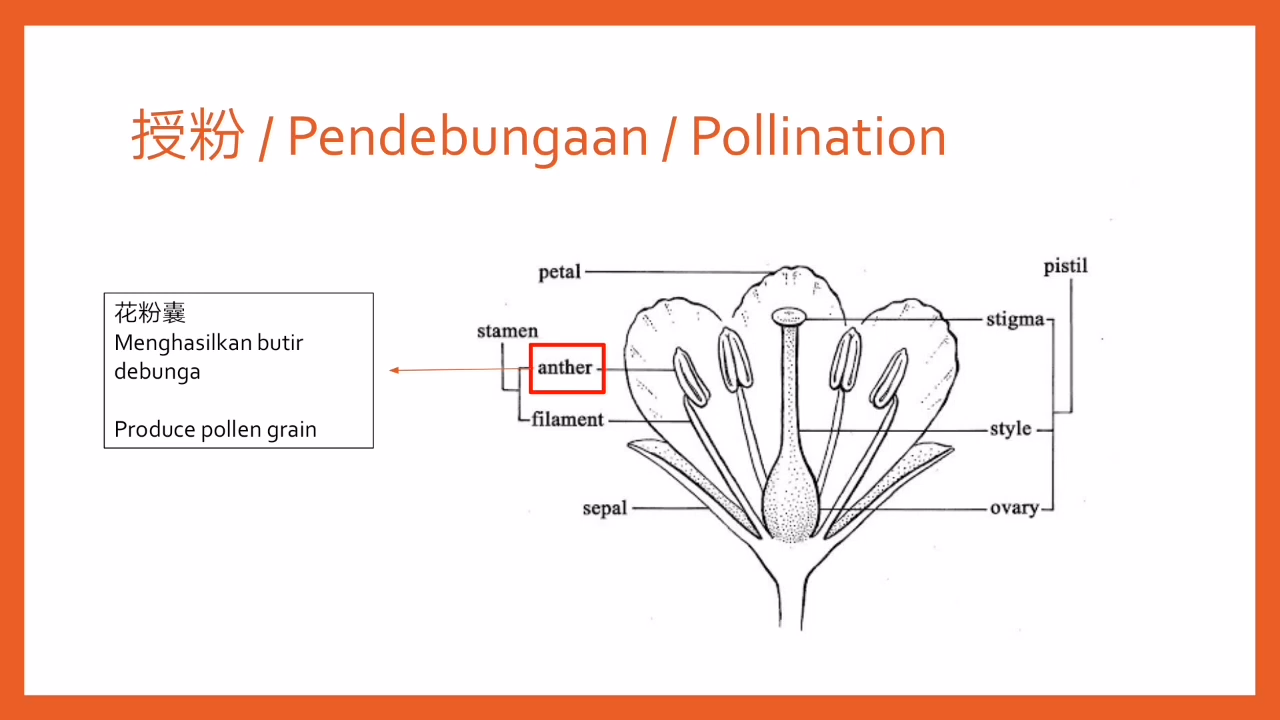 授粉 / Pendebungaan / Pollination
花粉囊
Menghasilkan butir
debunga
Produce pollen grain
petal
stamen
anther
filament
sepal
pistil
stigma
style
ovary